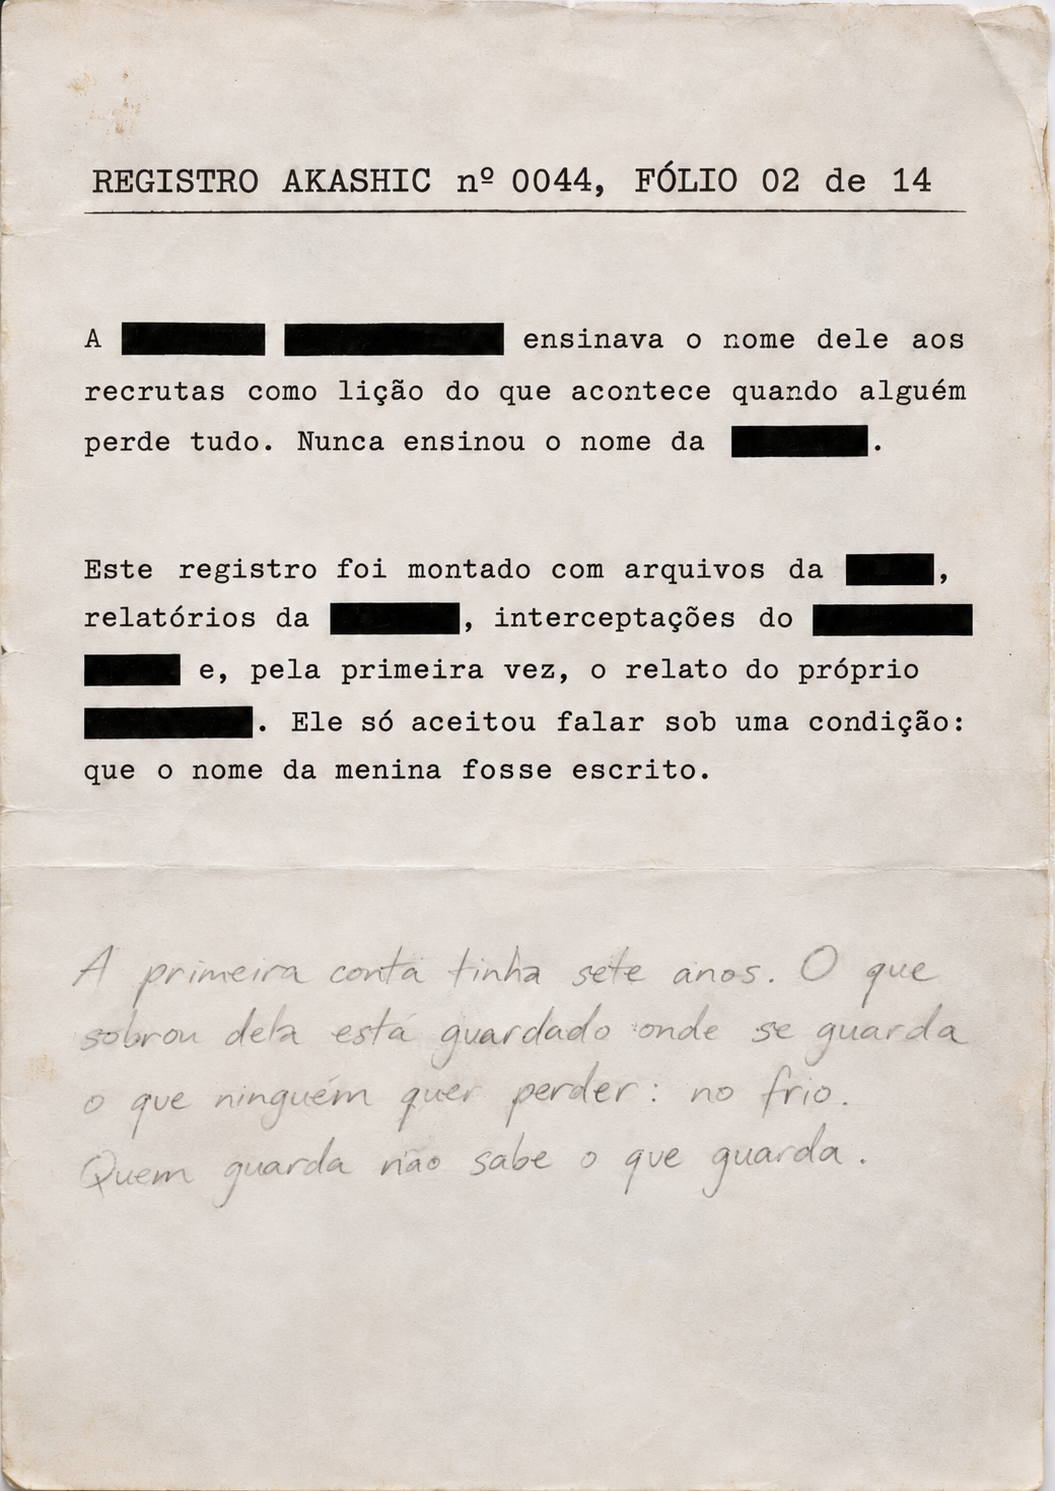 REGISTRO AKASHIC nº 0044, FÓLIO 02 de 14
A ensinava o nome dele aos
recrutas como lição do que acontece quando alguém
perde tudo. Nunca ensinou o nome da .
Este registro foi montado com arquivos da ,
relatórios da , interceptações do
e, pela primeira vez, o relato do próprio
. Ele só aceitou falar sob uma condição:
que o nome da menina fosse escrito.
A primeira conta tinha sete anos. O que
sobrou dela está guardado onde se guarda
o que ninguém quer perder: no frio.
Quem guarda não sabe o que guarda.